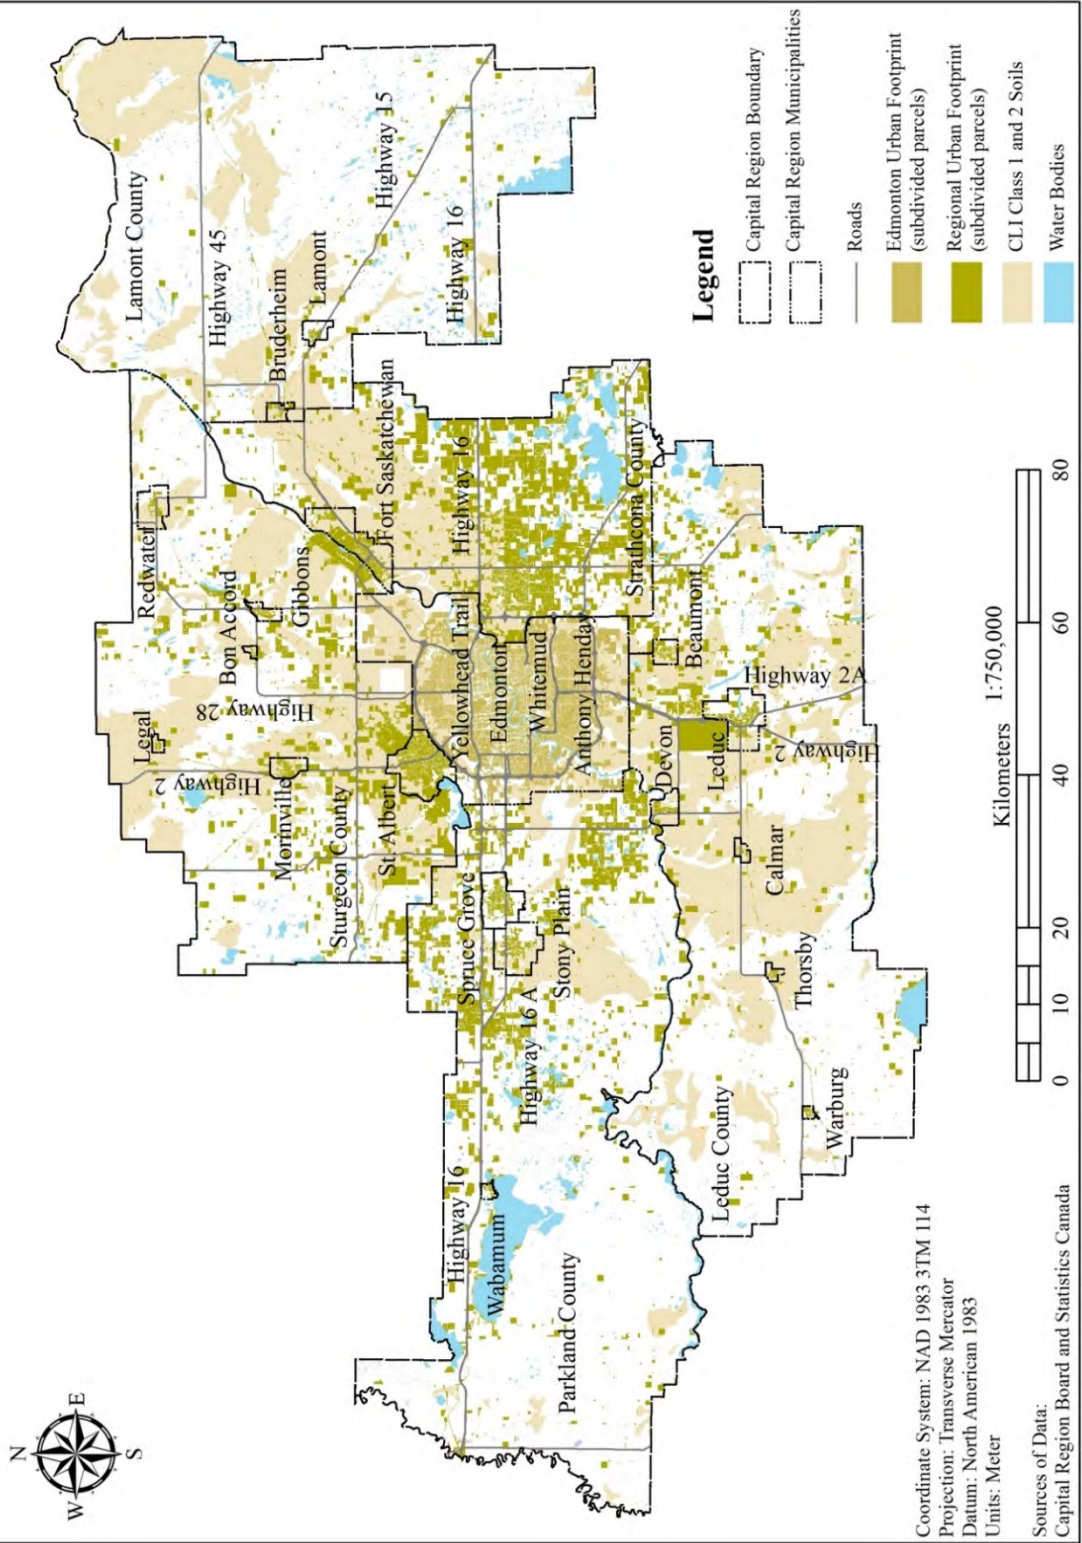 N
W
E
S
Lamont County
Highway 45
Bruderheim
Lamont
Highway 15
Highway 16
Redwater
Legal
Bon Accord
Gibbons
Highway 28
Highway 2
Morinville
Sturgeon County
St. Albert
Fort Saskatchewan
Highway 16
Yellowhead Trail
Edmonton
Whitemud
Anthony Henday
Strathcona County
Beaumont
Spruce Grove
Stony Plain
Highway 16 A
Highway 16
Wabamum
Parkland County
Devon
Leduc
Highway 2A
Highway 2
Calmar
Thorsby
Warburg
Leduc County
Legend
Capital Region Boundary
Capital Region Municipalities
Roads
Edmonton Urban Footprint
(subdivided parcels)
Regional Urban Footprint
(subdivided parcels)
CLI Class 1 and 2 Soils
Water Bodies
Coordinate System: NAD 1983 3TM 114
Projection: Transverse Mercator
Datum: North American 1983
Units: Meter
Sources of Data:
Capital Region Board and Statistics Canada
Kilometers 1:750,000
0 10 20 40 60 80